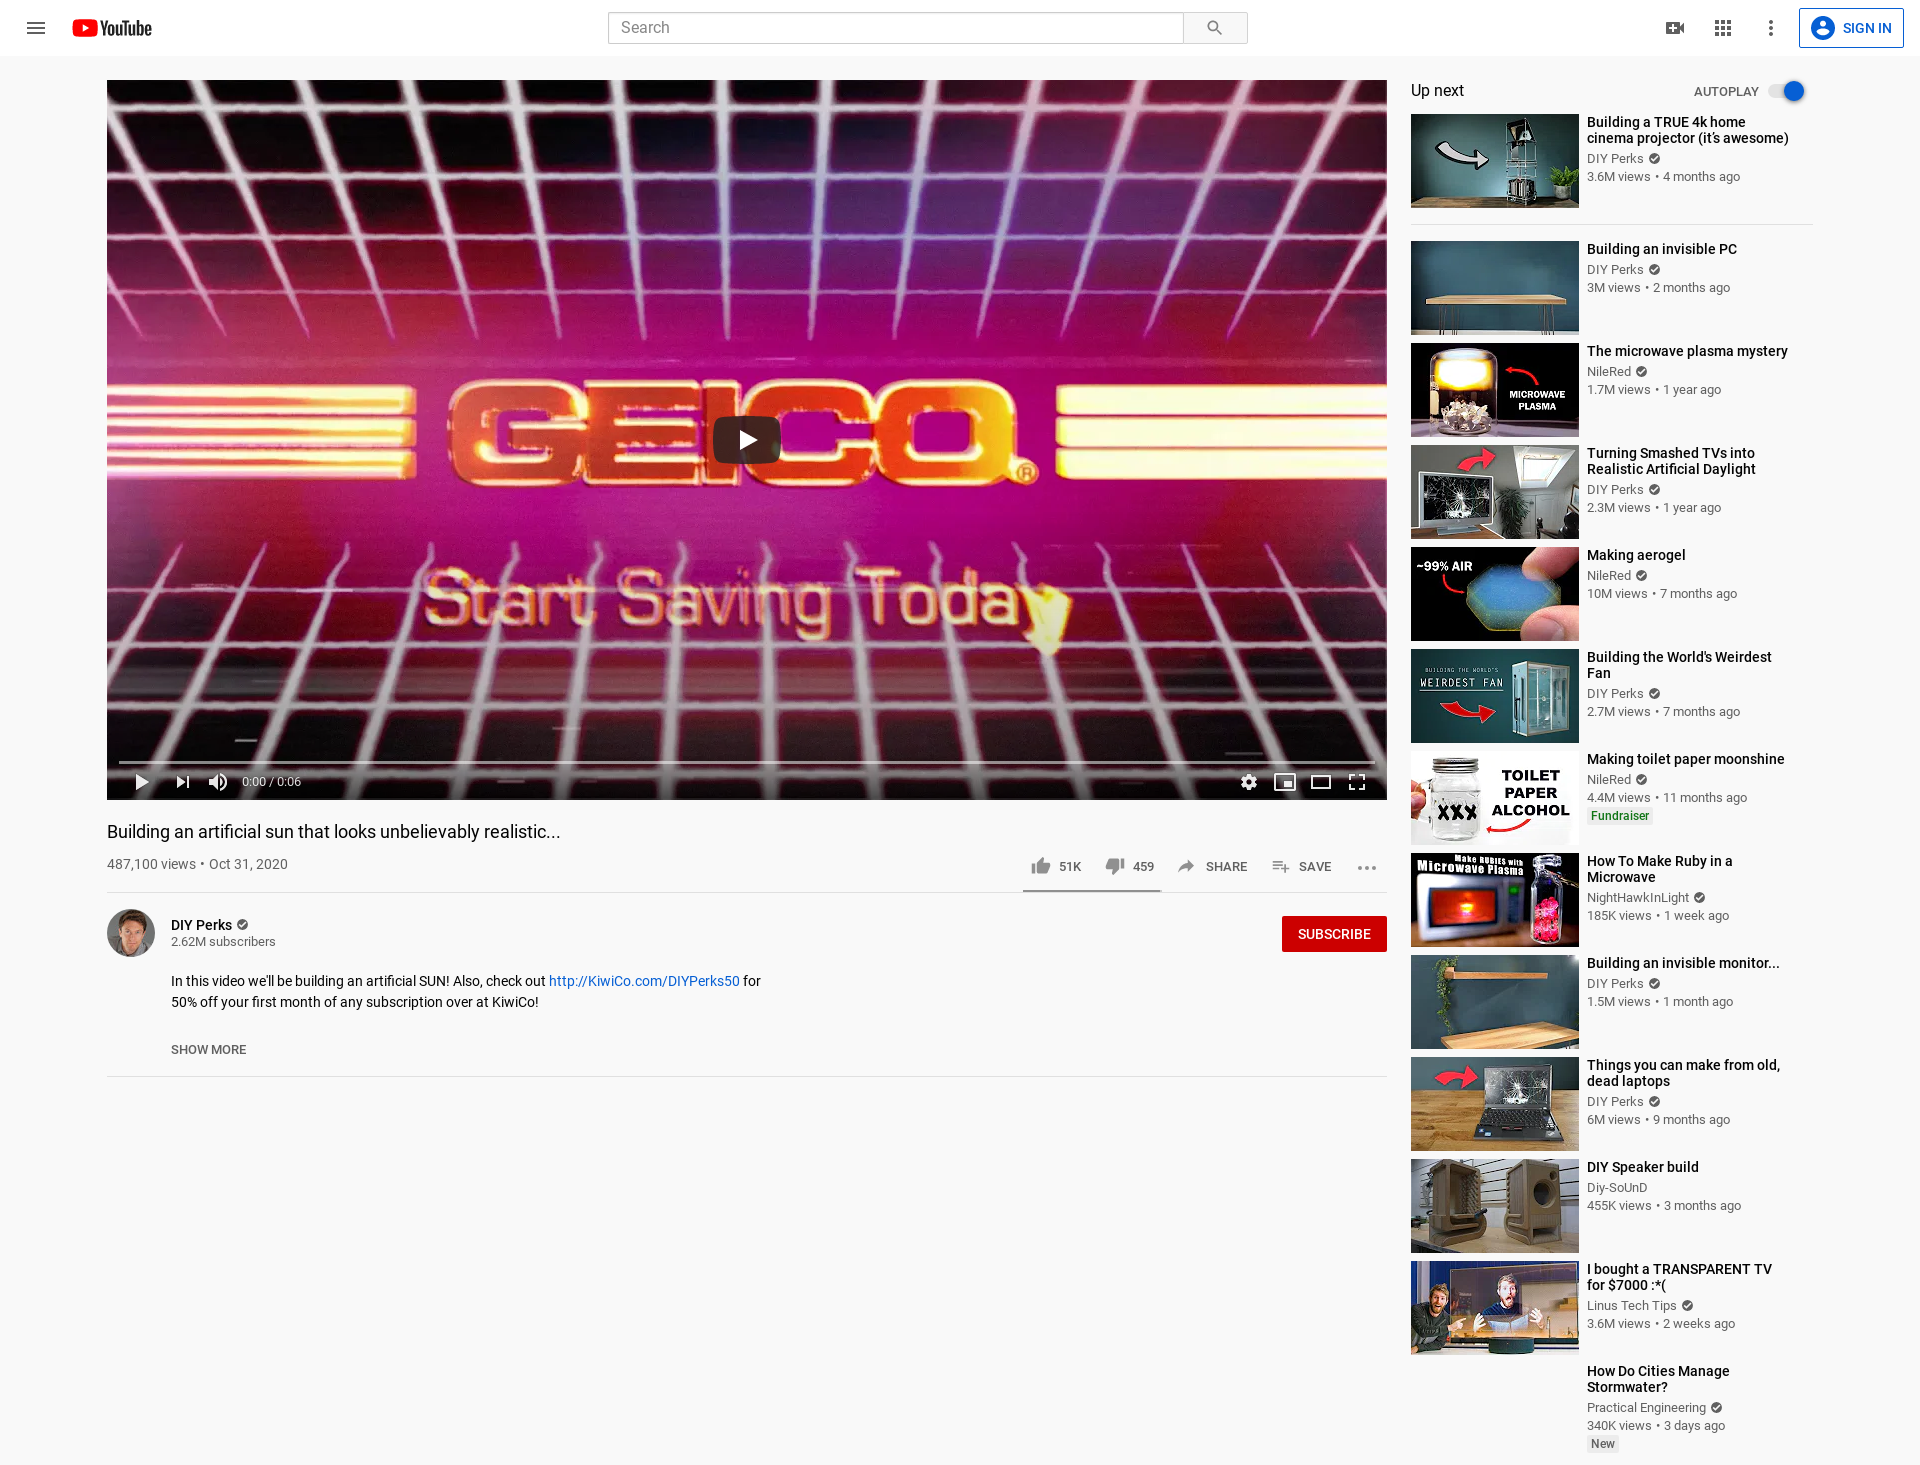 YouTube
Search
SIGN IN
GEICO®
Start Saving Today
0:00 / 0:06
Building an artificial sun that looks unbelievably realistic...
487,100 views • Oct 31, 2020
51K
459
SHARE
SAVE
DIY Perks
2.62M subscribers
SUBSCRIBE
In this video we'll be building an artificial SUN! Also, check out http://KiwiCo.com/DIYPerks50 for
50% off your first month of any subscription over at KiwiCo!
SHOW MORE
Up next
AUTOPLAY
Building a TRUE 4k home
cinema projector (it's awesome)
DIY Perks
3.6M views • 4 months ago
Building an invisible PC
DIY Perks
3M views • 2 months ago
MICROWAVE
PLASMA
The microwave plasma mystery
NileRed
1.7M views • 1 year ago
Turning Smashed TVs into
Realistic Artificial Daylight
DIY Perks
2.3M views • 1 year ago
~99% AIR
Making aerogel
NileRed
10M views • 7 months ago
BUILDING THE WORLD'S
WEIRDEST FAN
Building the World's Weirdest
Fan
DIY Perks
2.7M views • 7 months ago
XXX
TOILET
PAPER
ALCOHOL
Making toilet paper moonshine
NileRed
4.4M views • 11 months ago
Fundraiser
Make RUBIES with
Microwave Plasma
How To Make Ruby in a
Microwave
NightHawkInLight
185K views • 1 week ago
Building an invisible monitor...
DIY Perks
1.5M views • 1 month ago
Things you can make from old,
dead laptops
DIY Perks
6M views • 9 months ago
DIY Speaker build
Diy-SoUnD
455K views • 3 months ago
I bought a TRANSPARENT TV
for $7000 :*(
Linus Tech Tips
3.6M views • 2 weeks ago
How Do Cities Manage
Stormwater?
Practical Engineering
340K views • 3 days ago
New